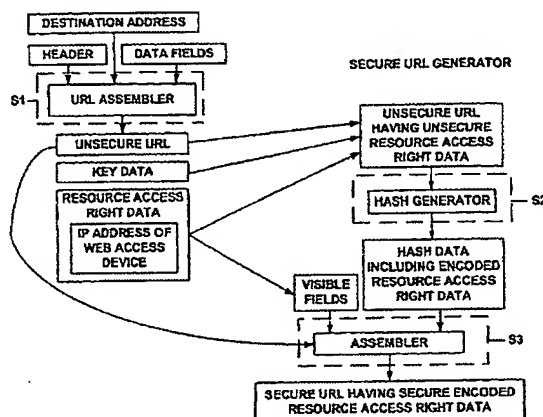 DESTINATION ADDRESS
HEADER
DATA FIELDS
SECURE URL GENERATOR
S1
URL ASSEMBLER
UNSECURE URL
KEY DATA
RESOURCE ACCESS
RIGHT DATA
IP ADDRESS OF
WEB ACCESS
DEVICE
UNSECURE URL
HAVING UNSECURE
RESOURCE ACCESS
RIGHT DATA
HASH GENERATOR
S2
HASH DATA
INCLUDING ENCODED
RESOURCE ACCESS
RIGHT DATA
VISIBLE
FIELDS
ASSEMBLER
S3
SECURE URL HAVING SECURE ENCODED
RESOURCE ACCESS RIGHT DATA